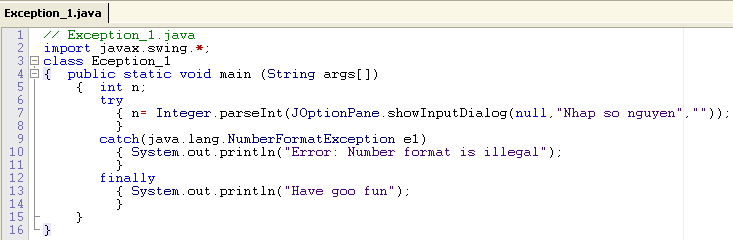 Exception_1.java
1 // Exception_1.java
2 import javax.swing.*;
3 class Eception_1
4 { public static void main (String args[])
5 { int n;
6 try
7 { n= Integer.parseInt(JOptionPane.showInputDialog(null,"Nhap so nguyen",""));
8 }
9 catch(java.lang.NumberFormatException e1)
10 { System.out.println("Error: Number format is illegal");
11 }
12 finally
13 { System.out.println("Have goo fun");
14 }
15 }
16 }